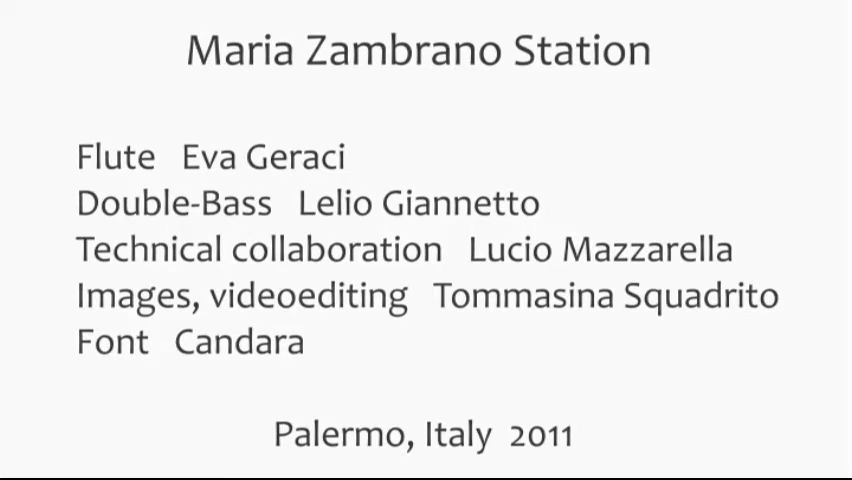 Maria Zambrano Station
Flute Eva Geraci
Double-Bass Lelio Giannetto
Technical collaboration Lucio Mazzarella
Images, videoediting Tommasina Squadrito
Font Candara
Palermo, Italy 2011